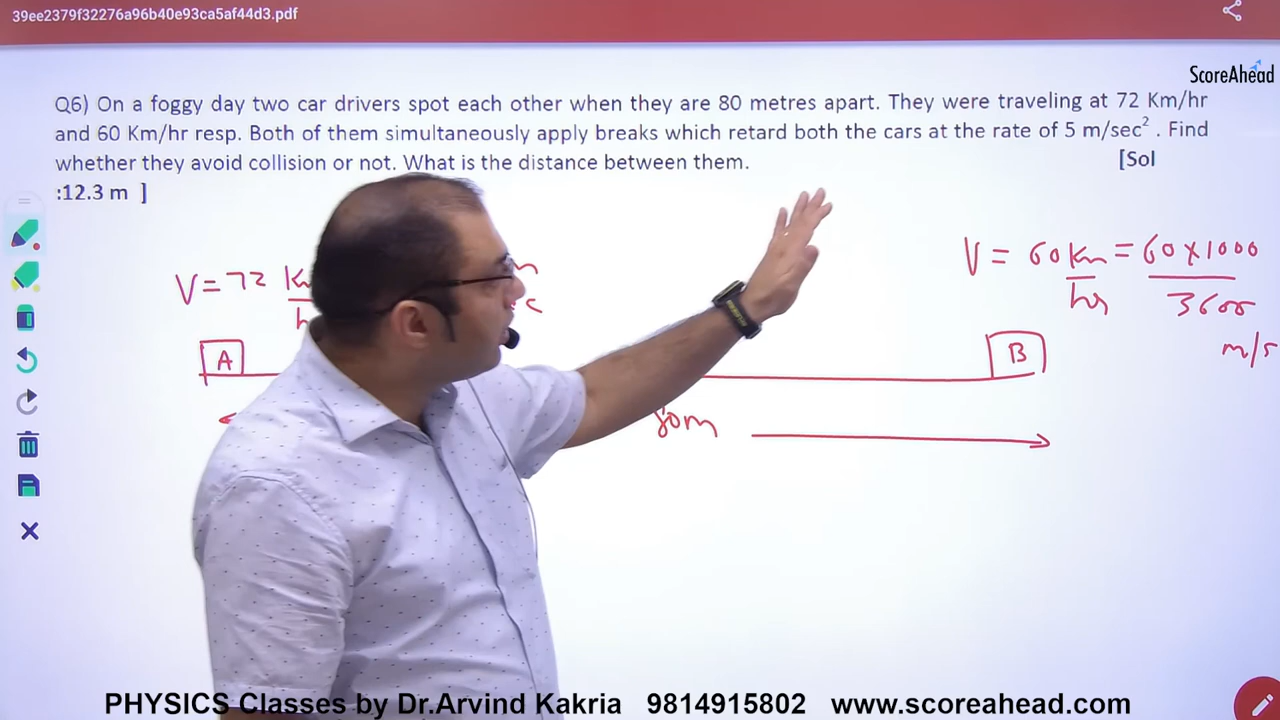 39ee2379f32276a96b40e93ca5af44d3.pdf
ScoreAhead
Q6) On a foggy day two car drivers spot each other when they are 80 metres apart. They were traveling at 72 Km/hr
and 60 Km/hr resp. Both of them simultaneously apply breaks which retard both the cars at the rate of 5 m/sec² . Find
whether they avoid collision or not. What is the distance between them. [Sol
:12.3 m ]
V = 72
V = 60 Km/hr = 60 × 1000 / 3600
m/s
A
B
80m
PHYSICS Classes by Dr.Arvind Kakria 9814915802 www.scoreahead.com